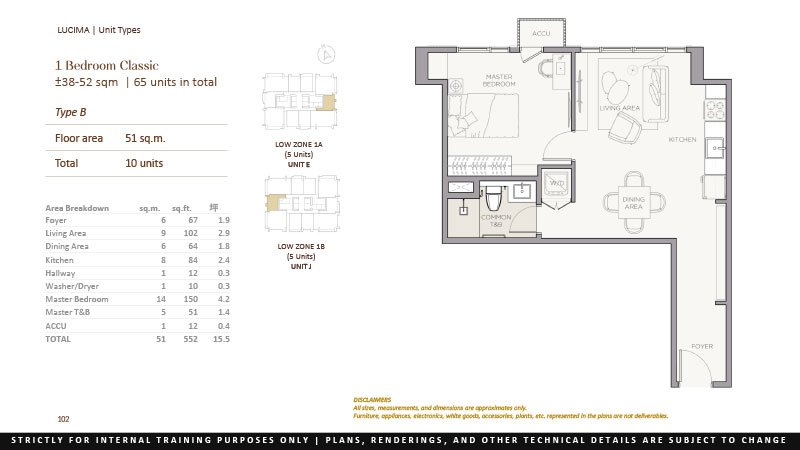 LUCIMA | Unit Types
1 Bedroom Classic
±38-52 sqm | 65 units in total
Type B
Floor area 51 sq.m.
Total 10 units
Area Breakdown sq.m. sq.ft. 坪
Foyer 6 67 1.9
Living Area 9 102 2.9
Dining Area 6 64 1.8
Kitchen 8 84 2.4
Hallway 1 12 0.3
Washer/Dryer 1 10 0.3
Master Bedroom 14 150 4.2
Master T&B 5 51 1.4
ACCU 1 12 0.4
TOTAL 51 552 15.5
102
LOW ZONE 1A
(5 Units)
UNIT E
LOW ZONE 1B
(5 Units)
UNIT J
ACCU
MASTER
BEDROOM
LIVING AREA
KITCHEN
W/D
DINING
AREA
COMMON
T&B
FOYER
DISCLAIMERS
All sizes, measurements, and dimensions are approximates only.
Furniture, appliances, electronics, white goods, accessories, plants, etc. represented in the plans are not deliverables.
STRICTLY FOR INTERNAL TRAINING PURPOSES ONLY | PLANS, RENDERINGS, AND OTHER TECHNICAL DETAILS ARE SUBJECT TO CHANGE